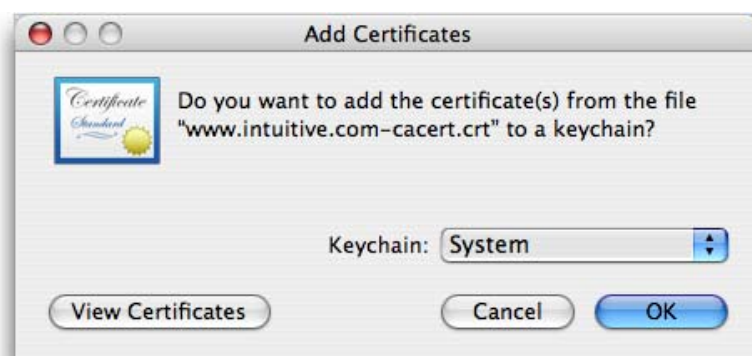 Add Certificates
Certificate
Standard
Do you want to add the certificate(s) from the file
"www.intuitive.com-cacert.crt" to a keychain?
Keychain: System
View Certificates Cancel OK